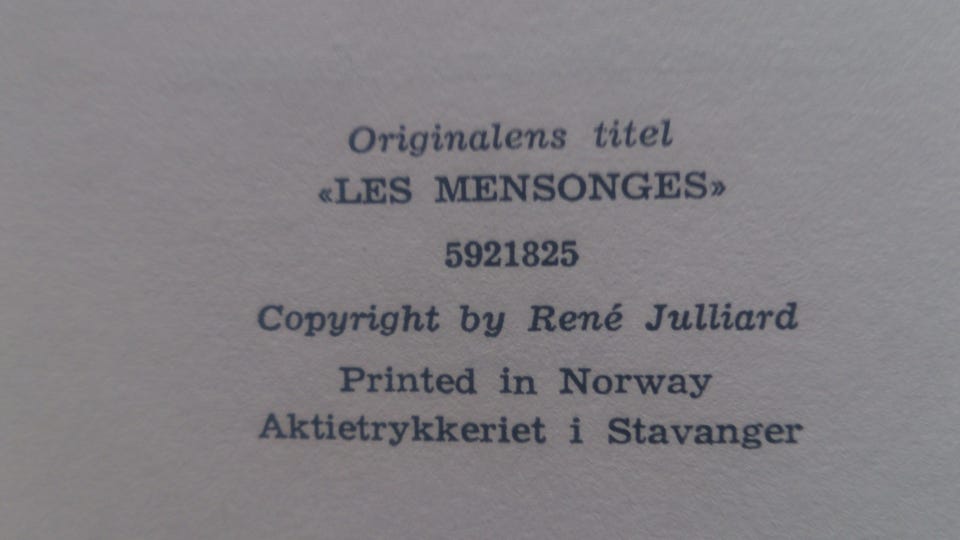 Originalens titel
«LES MENSONGES»
5921825
Copyright by René Julliard
Printed in Norway
Aktietrykkeriet i Stavanger